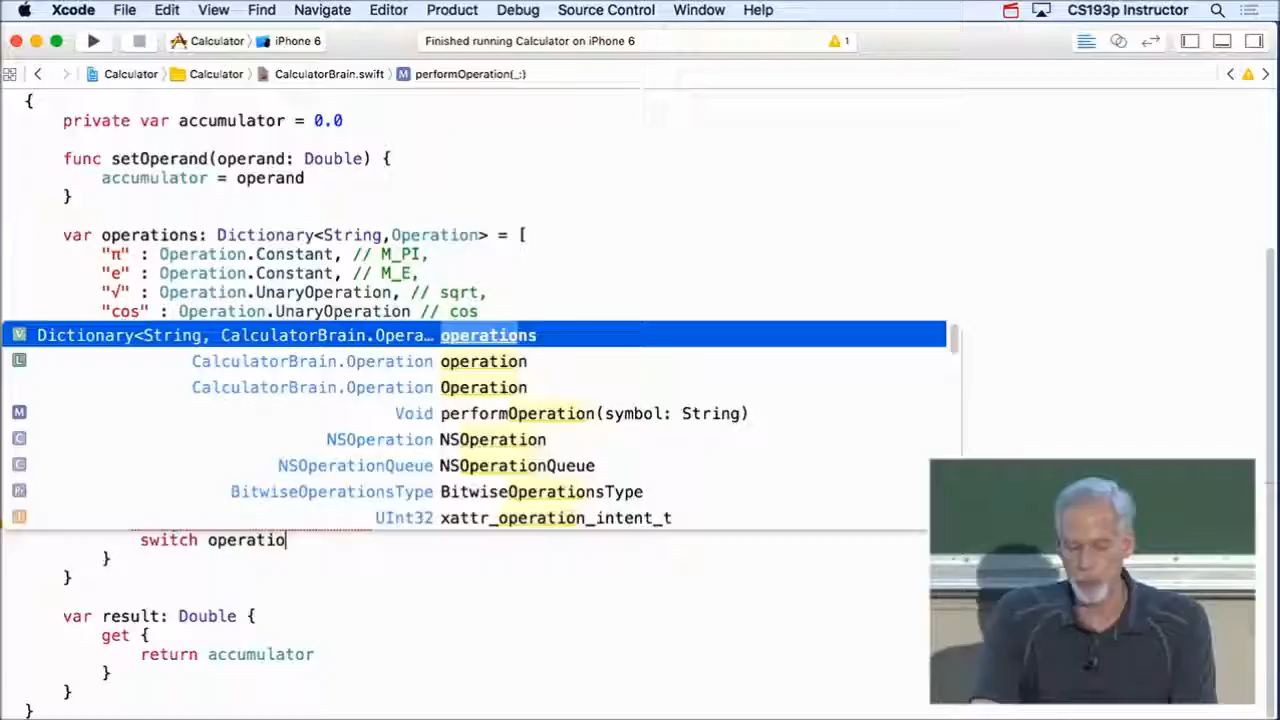 Xcode File Edit View Find Navigate Editor Product Debug Source Control Window Help CS193p Instructor
Calculator iPhone 6 Finished running Calculator on iPhone 6 1
Calculator Calculator CalculatorBrain.swift M performOperation(_:)
{
private var accumulator = 0.0
func setOperand(operand: Double) {
accumulator = operand
}
var operations: Dictionary<String,Operation> = [
"π" : Operation.Constant, // M_PI,
"e" : Operation.Constant, // M_E,
"√" : Operation.UnaryOperation, // sqrt,
"cos" : Operation.UnaryOperation // cos
V Dictionary<String, CalculatorBrain.Opera… operations
L CalculatorBrain.Operation operation
CalculatorBrain.Operation Operation
M Void performOperation(symbol: String)
C NSOperation NSOperation
C NSOperationQueue NSOperationQueue
Pr BitwiseOperationsType BitwiseOperationsType
UInt32 xattr_operation_intent_t
switch operatio
}
}
var result: Double {
get {
return accumulator
}
}
}